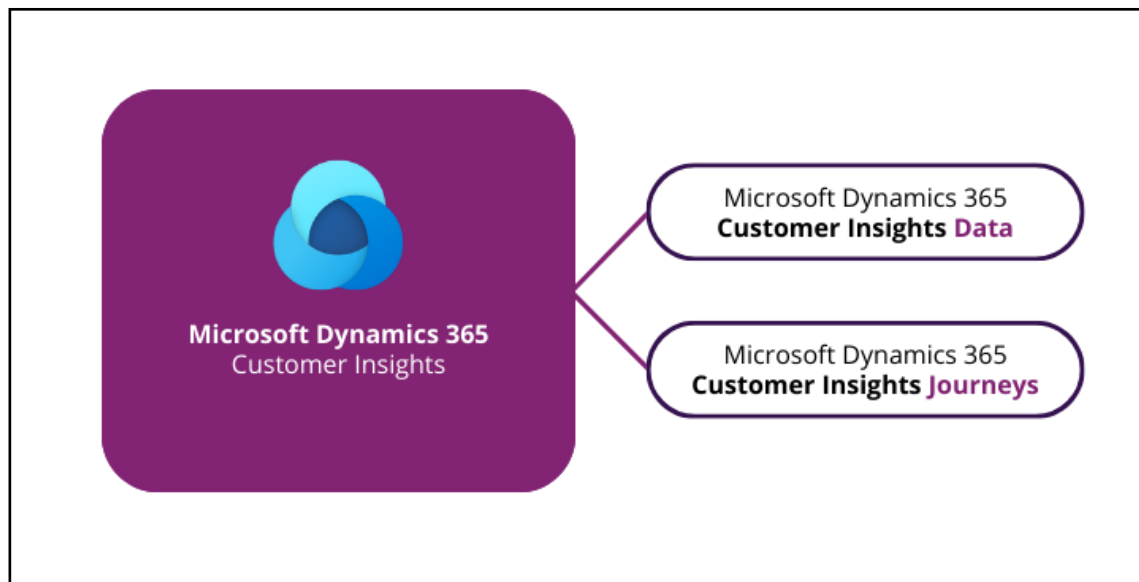 Microsoft Dynamics 365
Customer Insights
Microsoft Dynamics 365
Customer Insights Data
Microsoft Dynamics 365
Customer Insights Journeys